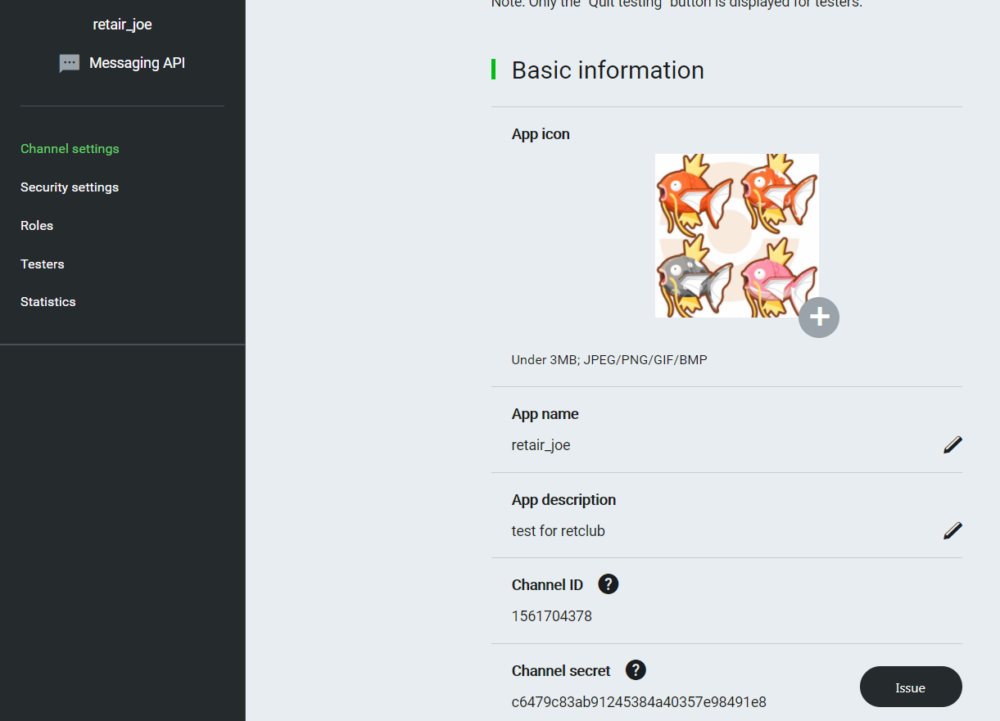 retair_joe
Messaging API
Channel settings
Security settings
Roles
Testers
Statistics
Note: Only the "Quit testing" button is displayed for testers.
Basic information
App icon
Under 3MB; JPEG/PNG/GIF/BMP
App name
retair_joe
App description
test for retclub
Channel ID ?
1561704378
Channel secret ?
c6479c83ab91245384a40357e98491e8
Issue